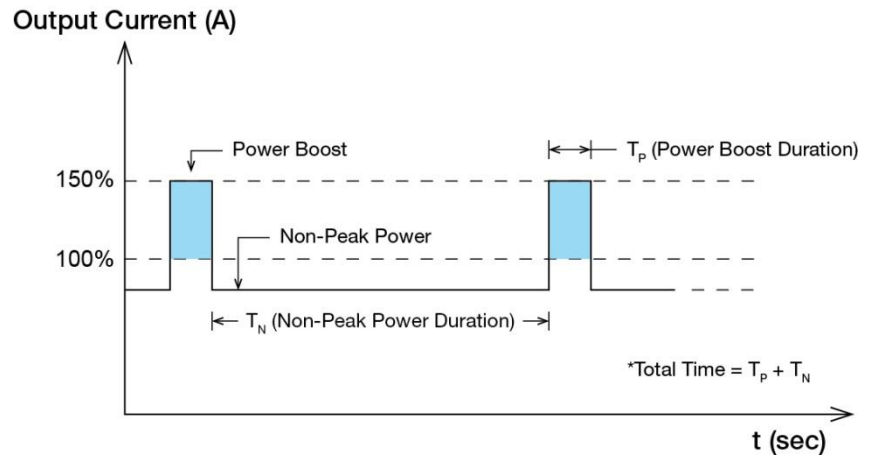 Output Current (A)
Power Boost
T_P (Power Boost Duration)
150%
Non-Peak Power
100%
T_N (Non-Peak Power Duration)
*Total Time = T_P + T_N
t (sec)